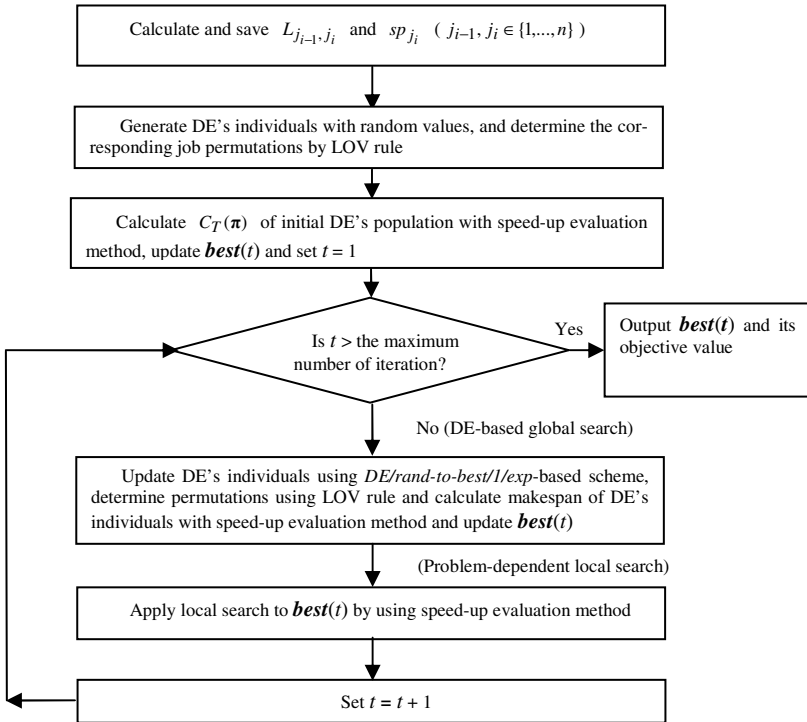 Calculate and save L_{j_{i-1}, j_i} and sp_{j_i} ( j_{i-1}, j_i ∈ {1,...,n} )
Generate DE's individuals with random values, and determine the cor-
responding job permutations by LOV rule
Calculate C_T(π) of initial DE's population with speed-up evaluation
method, update best(t) and set t = 1
Is t > the maximum
number of iteration?
Yes
Output best(t) and its
objective value
No (DE-based global search)
Update DE's individuals using DE/rand-to-best/1/exp-based scheme,
determine permutations using LOV rule and calculate makespan of DE's
individuals with speed-up evaluation method and update best(t)
(Problem-dependent local search)
Apply local search to best(t) by using speed-up evaluation method
Set t = t + 1